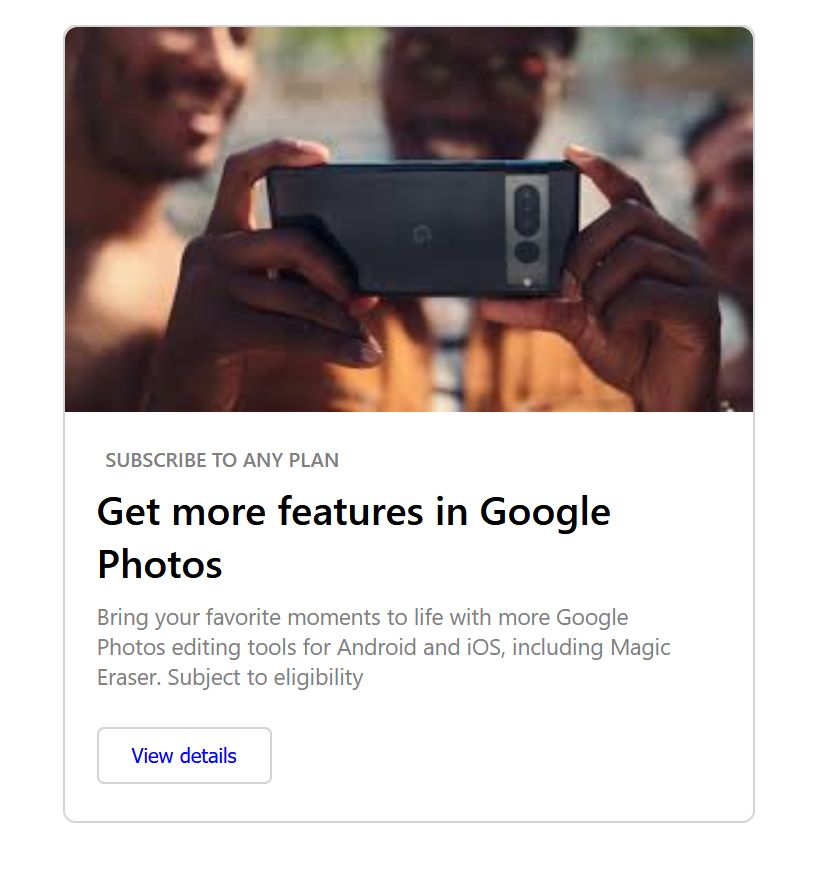 SUBSCRIBE TO ANY PLAN
Get more features in Google
Photos
Bring your favorite moments to life with more Google
Photos editing tools for Android and iOS, including Magic
Eraser. Subject to eligibility
View details